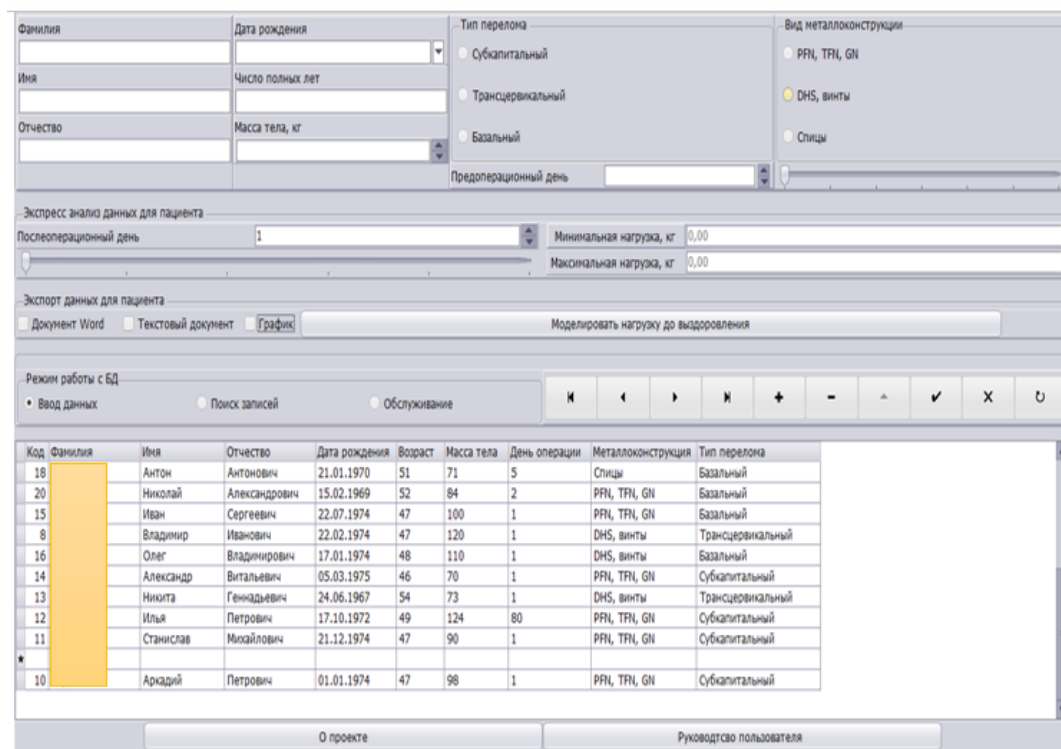 Фамилия
Имя
Отчество
Дата рождения
Число полных лет
Масса тела, кг
Тип перелома
Субкапитальный
Трансцервикальный
Базальный
Предоперационный день
Вид металлоконструкции
PFN, TFN, GN
DHS, винты
Спицы
Экспресс анализ данных для пациента
Послеоперационный день 1
Минимальная нагрузка, кг 0,00
Максимальная нагрузка, кг 0,00
Экспорт данных для пациента
Документ Word Текстовый документ График Моделировать нагрузку до выздоровления
Режим работы с БД
Ввод данных Поиск записей Обслуживание
Код Фамилия Имя Отчество Дата рождения Возраст Масса тела День операции Металлоконструкция Тип перелома
18 Антон Антонович 21.01.1970 51 71 5 Спицы Базальный
20 Николай Александрович 15.02.1969 52 84 2 PFN, TFN, GN Базальный
15 Иван Сергеевич 22.07.1974 47 100 1 PFN, TFN, GN Базальный
8 Владимир Иванович 22.02.1974 47 120 1 DHS, винты Трансцервикальный
16 Олег Владимирович 17.01.1974 48 110 1 DHS, винты Базальный
14 Александр Витальевич 05.03.1975 46 70 1 PFN, TFN, GN Субкапитальный
13 Никита Геннадьевич 24.06.1967 54 73 1 DHS, винты Трансцервикальный
12 Илья Петрович 17.10.1972 49 124 80 PFN, TFN, GN Субкапитальный
11 Станислав Михайлович 21.12.1974 47 90 1 PFN, TFN, GN Субкапитальный
10 Аркадий Петрович 01.01.1974 47 98 1 PFN, TFN, GN Субкапитальный
О проекте Руководтсво пользователя